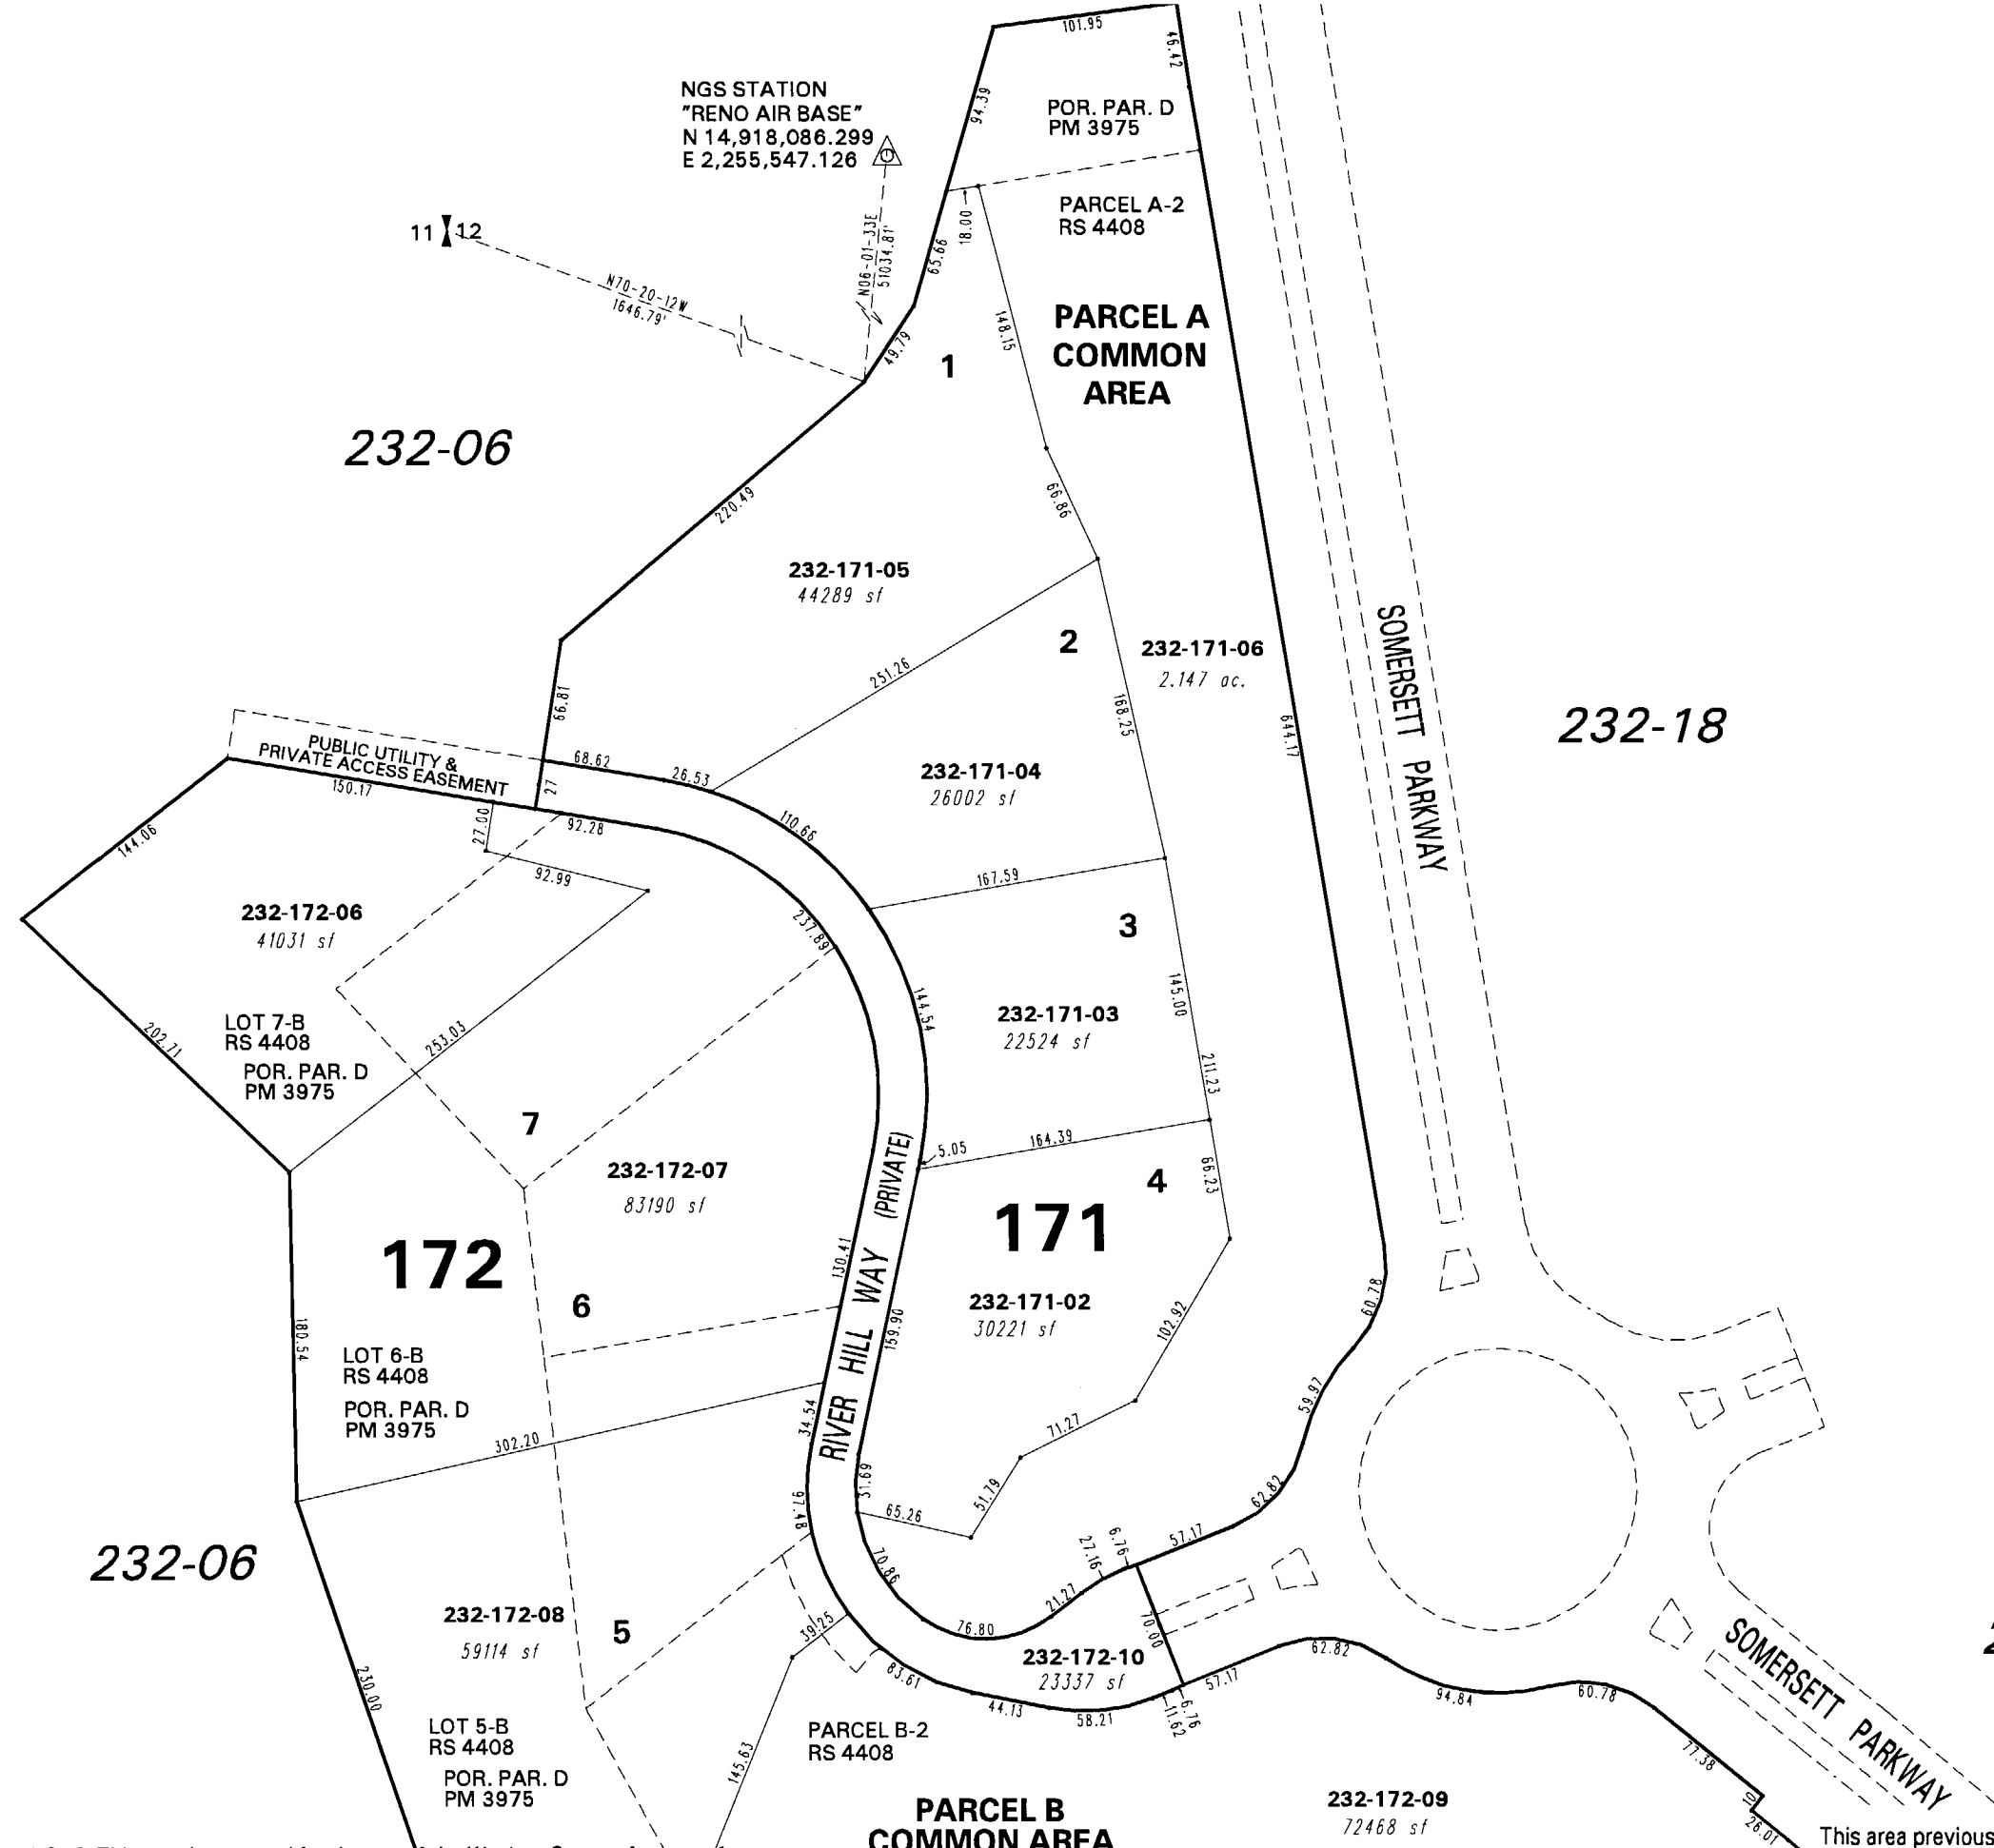 101.95
46.42
94.39
NGS STATION
"RENO AIR BASE"
N 14,918,086.299
E 2,255,547.126
POR. PAR. D
PM 3975
11 12
N70-20-12W
1646.79'
N06-01-33E
51034.81'
65.66
18.00
PARCEL A-2
RS 4408
49.79
148.15
1
PARCEL A
COMMON
AREA
232-06
220.49
66.86
232-171-05
44289 sf
2
232-171-06
2.147 ac.
251.26
168.25
644.17
SOMERSETT PARKWAY
232-18
66.81
PUBLIC UTILITY &
PRIVATE ACCESS EASEMENT
150.17
27
68.62
26.53
27.00
92.28
110.66
232-171-04
26002 sf
144.06
92.99
167.59
232-172-06
41031 sf
237.89
3
145.00
144.54
232-171-03
22524 sf
202.71
LOT 7-B
RS 4408
POR. PAR. D
PM 3975
253.03
211.23
7
5.05
164.39
66.23
4
232-172-07
83190 sf
172
171
RIVER HILL WAY (PRIVATE)
130.41
159.90
6
232-171-02
30221 sf
102.92
60.78
59.97
180.54
LOT 6-B
RS 4408
POR. PAR. D
PM 3975
302.20
34.54
31.69
71.27
51.79
62.82
97.48
65.26
232-06
70.86
27.16
6.76
57.17
232-172-08
59114 sf
5
39.25
76.80
21.27
70.00
232-172-10
23337 sf
83.61
44.13
58.21
11.62
6.76
57.17
62.82
94.84
60.78
SOMERSETT PARKWAY
230.00
LOT 5-B
RS 4408
POR. PAR. D
PM 3975
145.63
PARCEL B-2
RS 4408
PARCEL B
COMMON AREA
232-172-09
72468 sf
77.38
10
26.01
This area previous